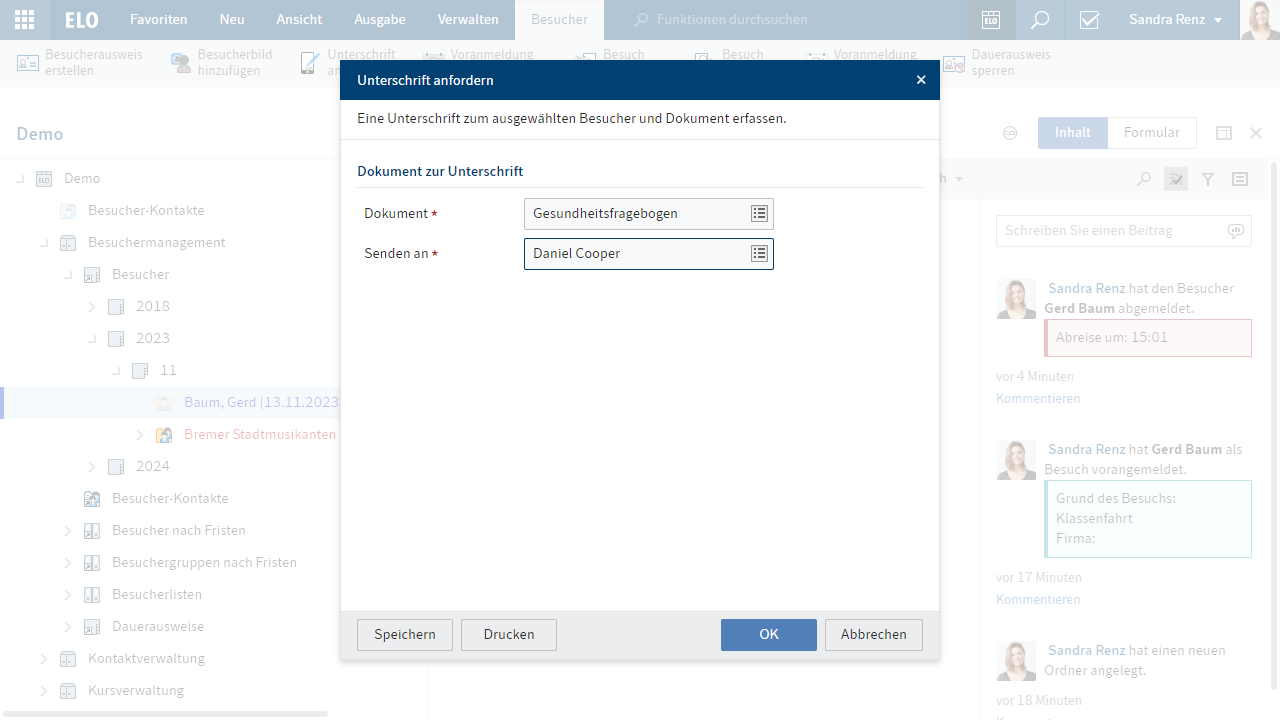 ELO
Favoriten
Neu
Ansicht
Ausgabe
Verwalten
Besucher
Funktionen durchsuchen
ELO
Sandra Renz
Besucherausweis
erstellen
Besucherbild
hinzufügen
Unterschrift
Voranmeldung
Besuch
Besuch
Voranmeldung
Dauerausweis
sperren
Unterschrift anfordern
Eine Unterschrift zum ausgewählten Besucher und Dokument erfassen.
Dokument zur Unterschrift
Dokument *
Gesundheitsfragebogen
Senden an *
Daniel Cooper
Speichern
Drucken
OK
Abbrechen
Demo
Demo
Besucher-Kontakte
Besuchermanagement
Besucher
2018
2023
11
Baum, Gerd (13.11.2023
Bremer Stadtmusikanten
2024
Besucher-Kontakte
Besucher nach Fristen
Besuchergruppen nach Fristen
Besucherlisten
Dauerausweise
Kontaktverwaltung
Kursverwaltung
Inhalt
Formular
Schreiben Sie einen Beitrag
Sandra Renz hat den Besucher
Gerd Baum abgemeldet.
Abreise um: 15:01
vor 4 Minuten
Kommentieren
Sandra Renz hat Gerd Baum als
Besuch vorangemeldet.
Grund des Besuchs:
Klassenfahrt
Firma:
vor 17 Minuten
Kommentieren
Sandra Renz hat einen neuen
Ordner angelegt.
vor 18 Minuten